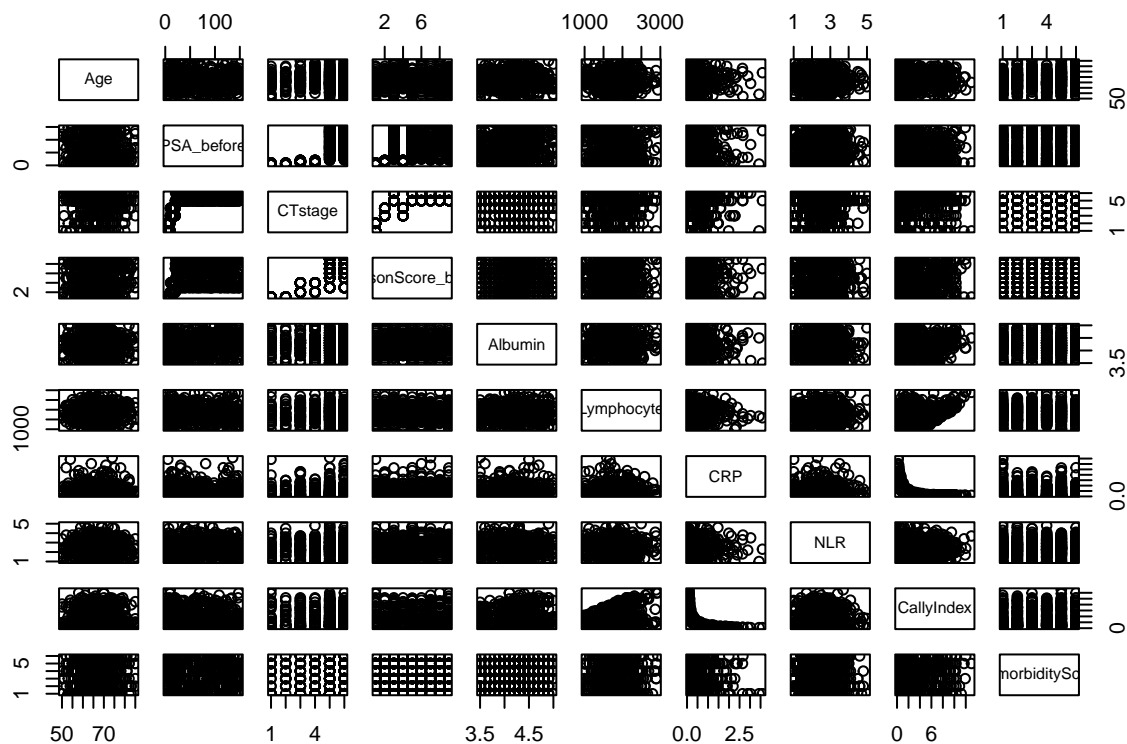 0 100 2 6 1000 3000 1 3 5 1 4
Age 50
0 PSA_before
CTstage 1 5
2 sonScore_b
Albumin 3.5
1000 Lymphocyte
CRP 0.0
1 5 NLR
CallyIndex 0
1 5 morbiditySc
50 70 1 4 3.5 4.5 0.0 2.5 0 6